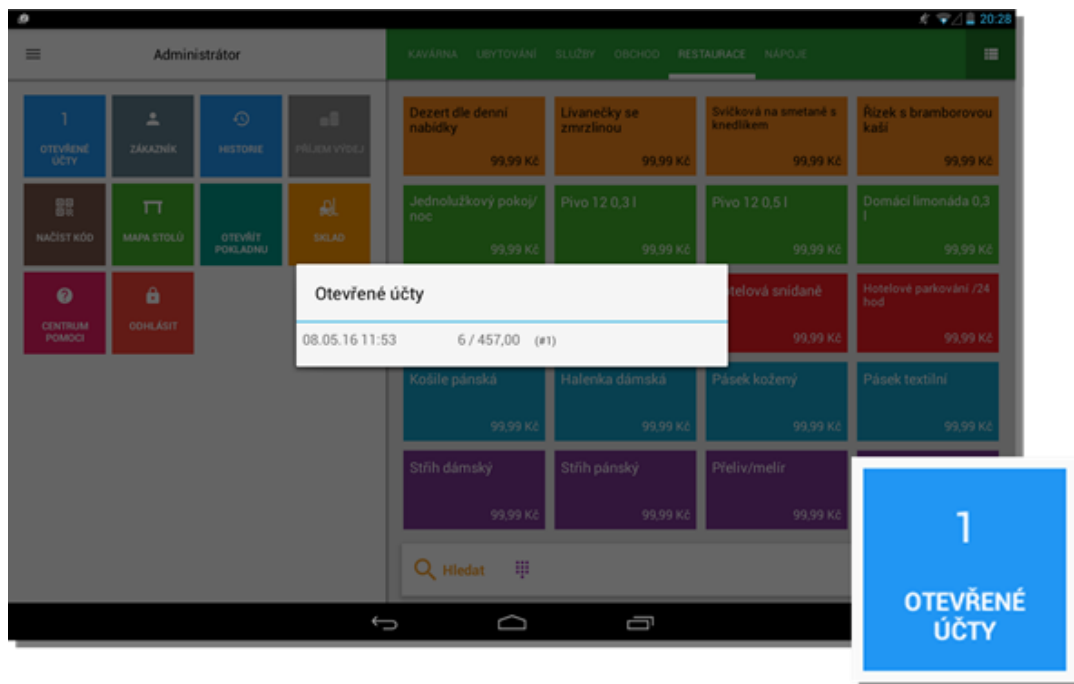 20:28
Administrátor
KAVÁRNA UBYTOVÁNÍ SLUŽBY OBCHOD RESTAURACE NÁPOJE
1
OTEVŘENÉ
ÚČTY
ZÁKAZNÍK
HISTORIE
PŘÍJEM VÝDEJ
NAČÍST KÓD
MAPA STOLŮ
OTEVŘÍT
POKLADNU
SKLAD
CENTRUM
POMOCI
ODHLÁSIT
Dezert dle denní
nabídky
99,99 Kč
Lívanečky se
zmrzlinou
99,99 Kč
Svíčková na smetaně s
knedlíkem
99,99 Kč
Řízek s bramborovou
kaší
99,99 Kč
Jednolužkový pokoj/
noc
99,99 Kč
Pivo 12 0,3 l
99,99 Kč
Pivo 12 0,5 l
99,99 Kč
Domácí limonáda 0,3
l
99,99 Kč
Otevřené účty
08.05.16 11:53 6 / 457,00 (#1)
telová snídaně
99,99 Kč
Hotelové parkování /24
hod
99,99 Kč
Košile pánská
99,99 Kč
Halenka dámská
99,99 Kč
Pásek kožený
99,99 Kč
Pásek textilní
99,99 Kč
Střih dámský
99,99 Kč
Střih pánský
99,99 Kč
Přeliv/melír
99,99 Kč
Hledat
1
OTEVŘENÉ
ÚČTY